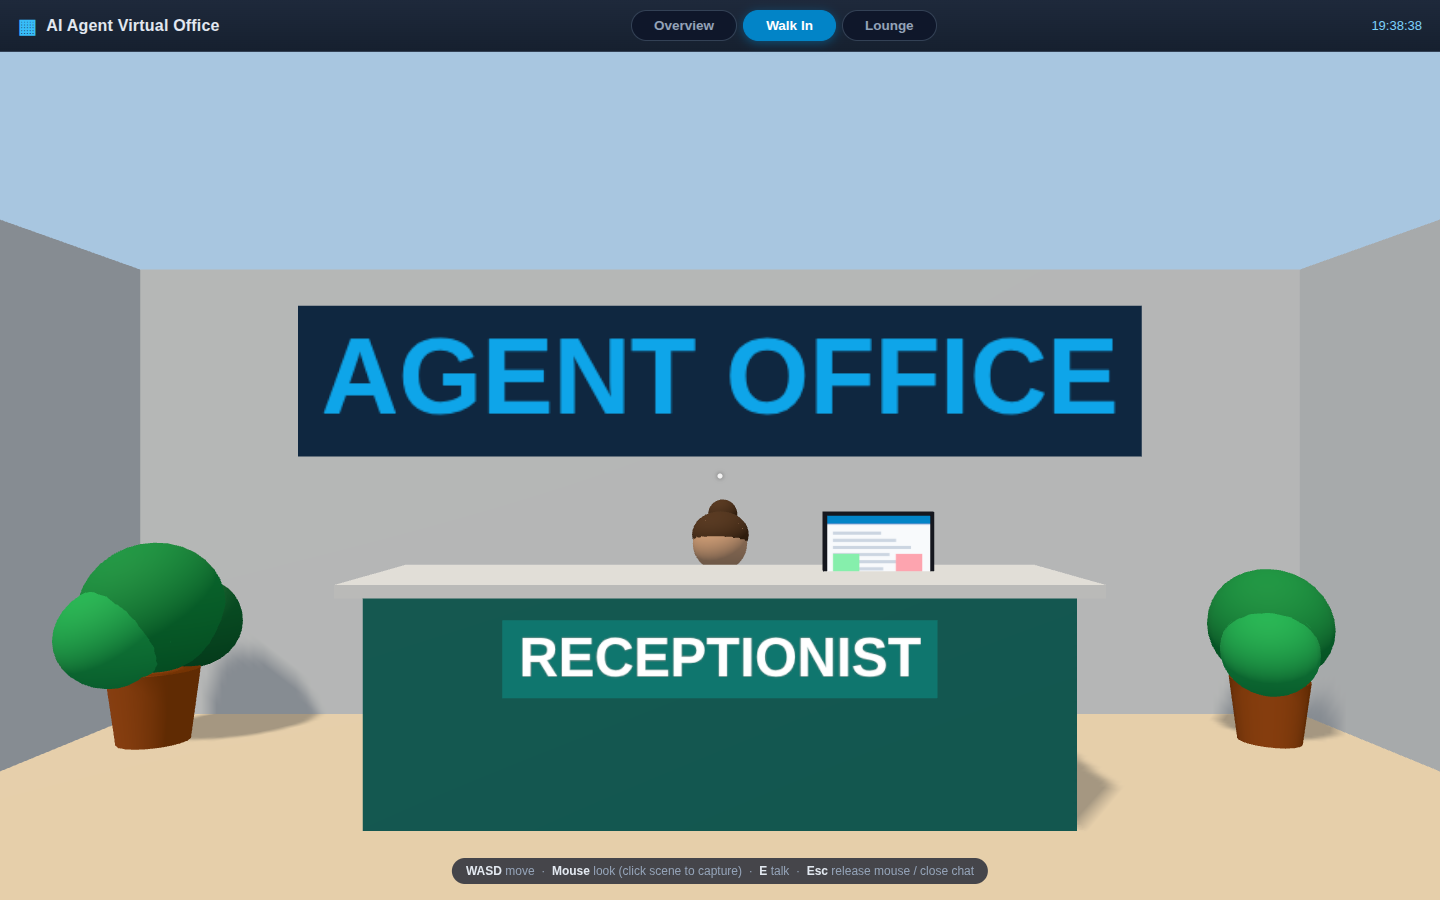 AI Agent Virtual Office
Overview
Walk In
Lounge
19:38:38
AGENT OFFICE
RECEPTIONIST
WASD move · Mouse look (click scene to capture) · E talk · Esc release mouse / close chat